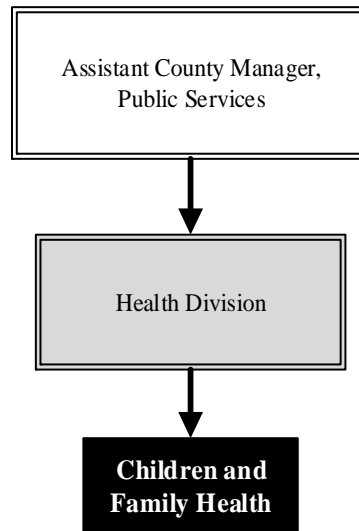 Assistant County Manager,
Public Services
Health Division
Children and
Family Health